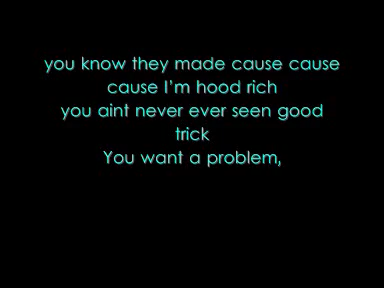 you know they made cause cause
cause I'm hood rich
you aint never ever seen good
trick
You want a problem,